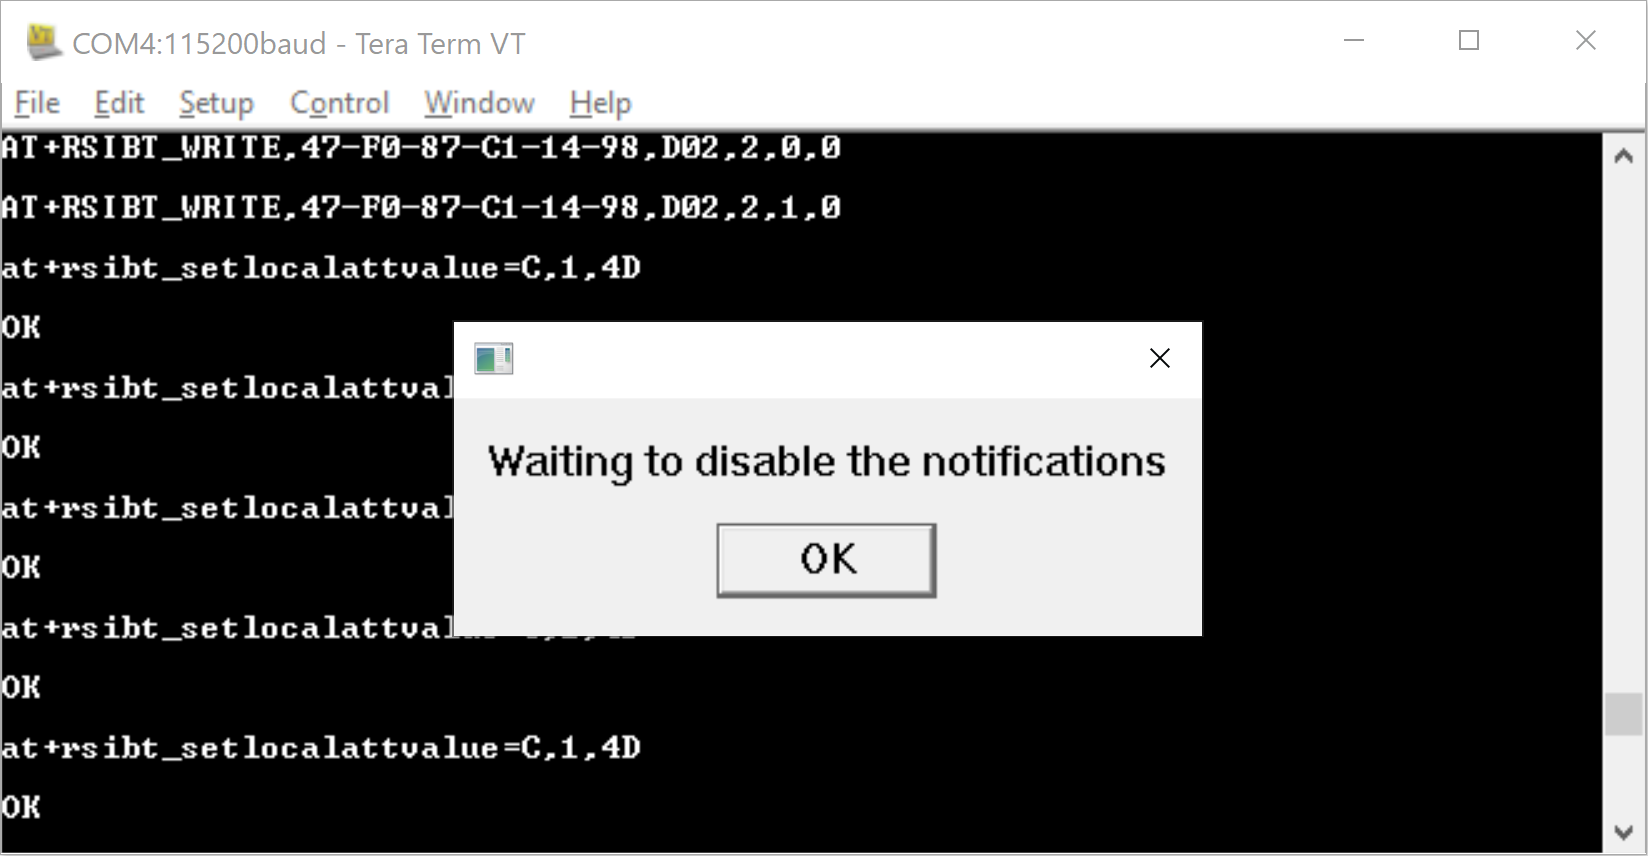 COM4:115200baud - Tera Term VT
File Edit Setup Control Window Help
AT+RSIBT_WRITE,47-F0-87-C1-14-98,D02,2,0,0
AT+RSIBT_WRITE,47-F0-87-C1-14-98,D02,2,1,0
at+rsibt_setlocalattvalue=C,1,4D
OK
at+rsibt_setlocalattval
OK
Waiting to disable the notifications
at+rsibt_setlocalattval
OK
OK
at+rsibt_setlocalattval
OK
at+rsibt_setlocalattvalue=C,1,4D
OK